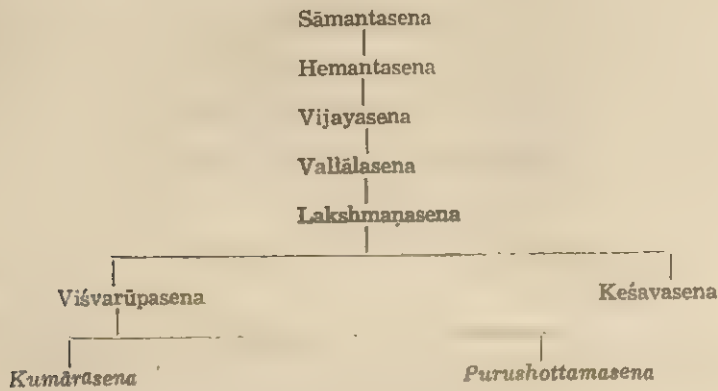 Sāmantasena
Hemantasena
Vijayasena
Vallālasena
Lakshmaṇasena
Viśvarūpasena Keśavasena
Kumārasena Purushottamasena